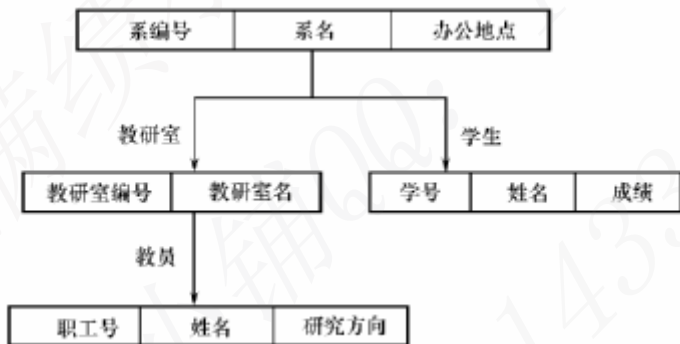 系编号 系名 办公地点
教研室 学生
教研室编号 教研室名 学号 姓名 成绩
教员
职工号 姓名 研究方向